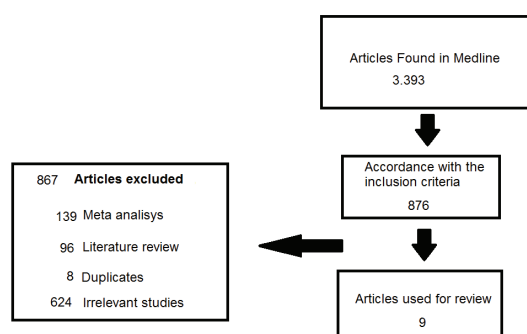 Articles Found in Medline
3.393
Accordance with the
inclusion criteria
876
867 Articles excluded
139 Meta analisys
96 Literature review
8 Duplicates
624 Irrelevant studies
Articles used for review
9